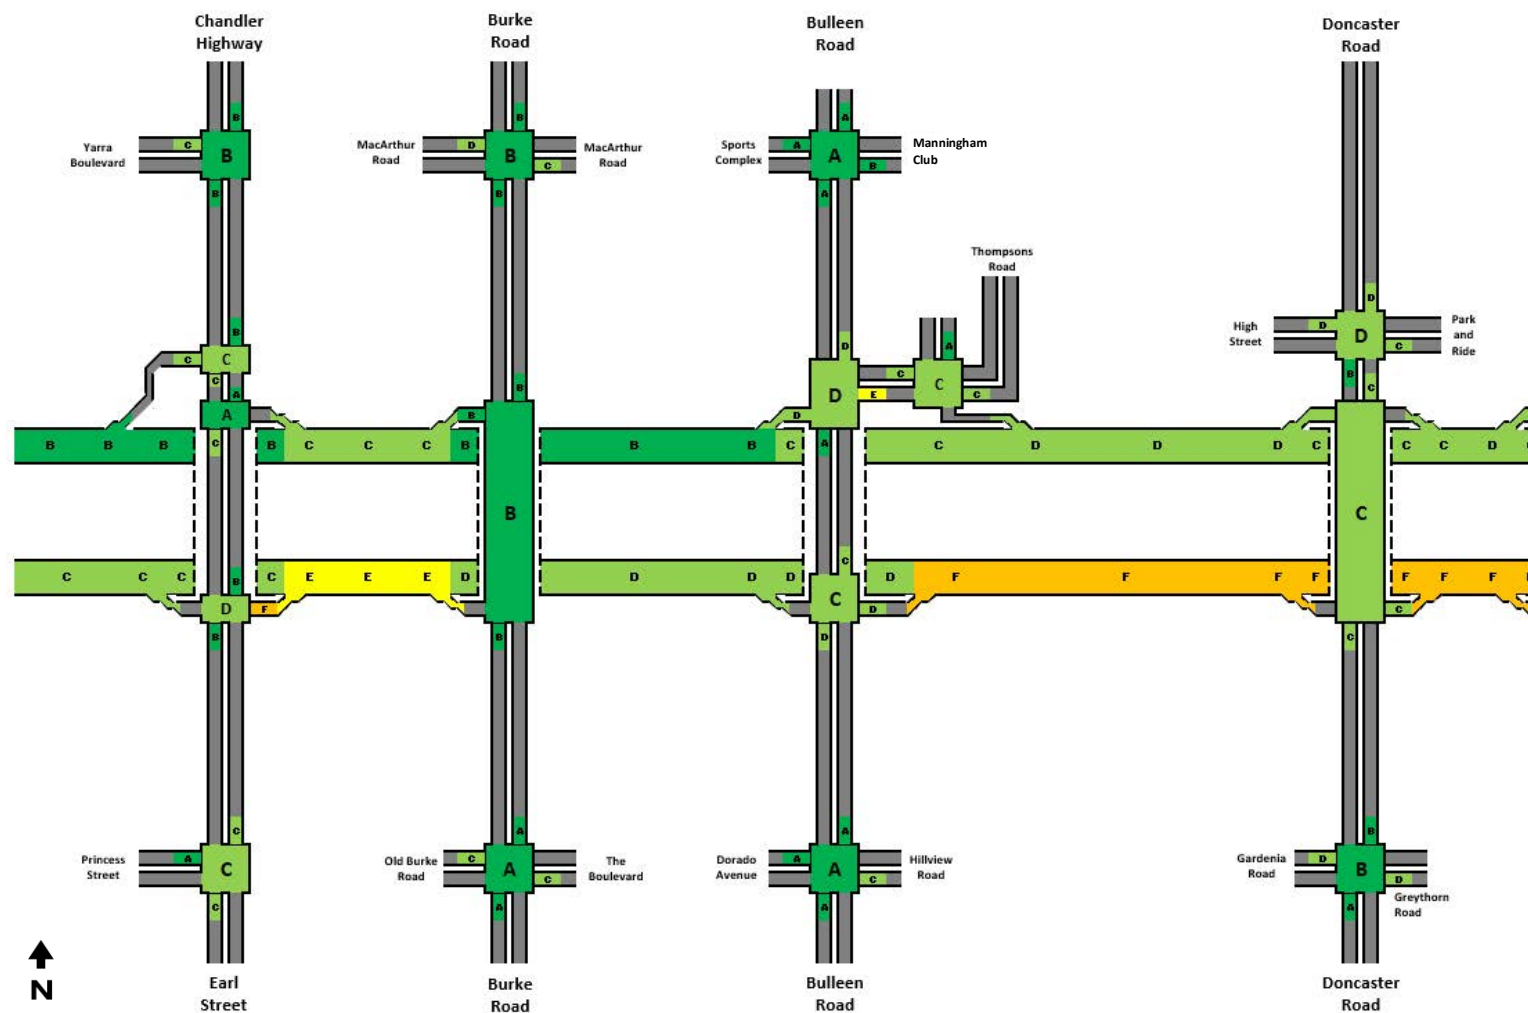 Chandler
Highway
Burke
Road
Bulleen
Road
Doncaster
Road
B
B
A
Yarra
Boulevard
C
B
MacArthur
Road
D
B
MacArthur
Road
C
Sports
Complex
A
A
Manningham
Club
B
B
B
A
Thompsons
Road
D
High
Street
D
D
Park
and
Ride
C
B
C
C
C
A
D
A
C
C
E
C
D
B
C
B
A
B
D
B
B
B
C
B
C
C
C
B
B
B
C
A
C
D
D
D
C
C
C
D
B
C
C
C
C
B
C
E
E
E
D
D
D
D
C
D
F
F
F
F
F
F
F
D
F
C
D
C
B
B
D
C
C
A
A
B
Princess
Street
A
C
Old Burke
Road
C
A
The
Boulevard
C
Dorado
Avenue
A
A
Hillview
Road
C
Gardenia
Road
D
B
D
Greythorn
Road
C
A
A
A
N
Earl
Street
Burke
Road
Bulleen
Road
Doncaster
Road